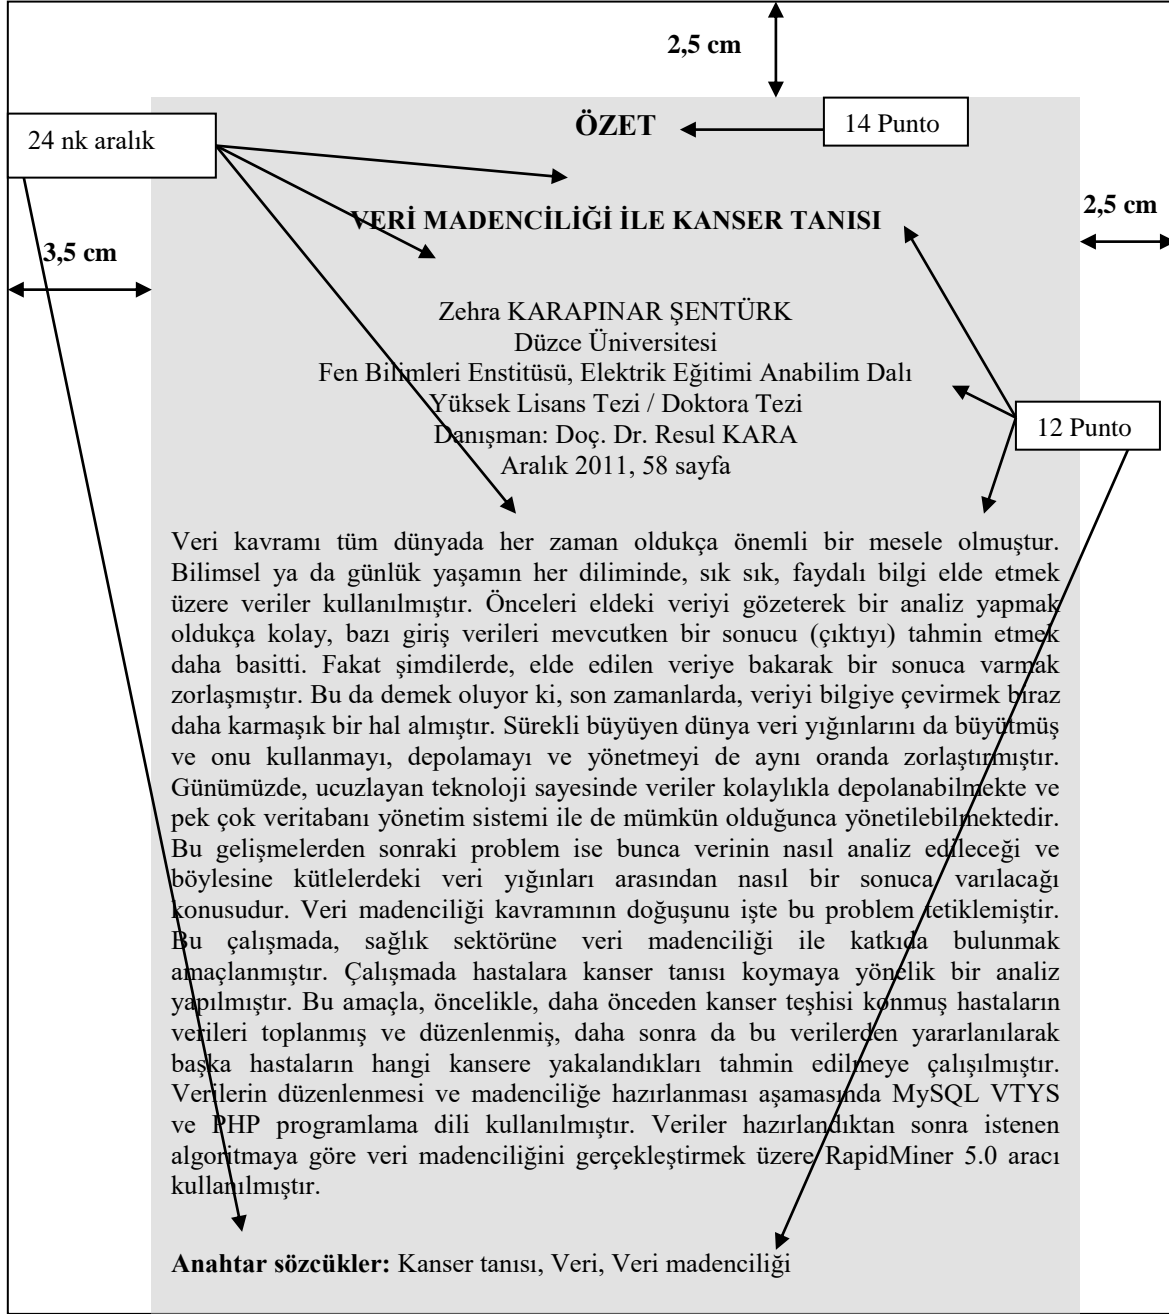 2,5 cm
ÖZET
14 Punto
24 nk aralık
VERİ MADENCİLİĞİ İLE KANSER TANISI
2,5 cm
3,5 cm
Zehra KARAPINAR ŞENTÜRK
Düzce Üniversitesi
Fen Bilimleri Enstitüsü, Elektrik Eğitimi Anabilim Dalı
Yüksek Lisans Tezi / Doktora Tezi
Danışman: Doç. Dr. Resul KARA
Aralık 2011, 58 sayfa
12 Punto
Veri kavramı tüm dünyada her zaman oldukça önemli bir mesele olmuştur.
Bilimsel ya da günlük yaşamın her diliminde, sık sık, faydalı bilgi elde etmek
üzere veriler kullanılmıştır. Önceleri eldeki veriyi gözeterek bir analiz yapmak
oldukça kolay, bazı giriş verileri mevcutken bir sonucu (çıktıyı) tahmin etmek
daha basitti. Fakat şimdilerde, elde edilen veriye bakarak bir sonuca varmak
zorlaşmıştır. Bu da demek oluyor ki, son zamanlarda, veriyi bilgiye çevirmek biraz
daha karmaşık bir hal almıştır. Sürekli büyüyen dünya veri yığınlarını da büyütmüş
ve onu kullanmayı, depolamayı ve yönetmeyi de aynı oranda zorlaştırmıştır.
Günümüzde, ucuzlayan teknoloji sayesinde veriler kolaylıkla depolanabilmekte ve
pek çok veritabanı yönetim sistemi ile de mümkün olduğunca yönetilebilmektedir.
Bu gelişmelerden sonraki problem ise bunca verinin nasıl analiz edileceği ve
böylesine kütlelerdeki veri yığınları arasından nasıl bir sonuca varılacağı
konusudur. Veri madenciliği kavramının doğuşunu işte bu problem tetiklemiştir.
Bu çalışmada, sağlık sektörüne veri madenciliği ile katkıda bulunmak
amaçlanmıştır. Çalışmada hastalara kanser tanısı koymaya yönelik bir analiz
yapılmıştır. Bu amaçla, öncelikle, daha önceden kanser teşhisi konmuş hastaların
verileri toplanmış ve düzenlenmiş, daha sonra da bu verilerden yararlanılarak
başka hastaların hangi kansere yakalandıkları tahmin edilmeye çalışılmıştır.
Verilerin düzenlenmesi ve madenciliğe hazırlanması aşamasında MySQL VTYS
ve PHP programlama dili kullanılmıştır. Veriler hazırlandıktan sonra istenen
algoritmaya göre veri madenciliğini gerçekleştirmek üzere RapidMiner 5.0 aracı
kullanılmıştır.
Anahtar sözcükler: Kanser tanısı, Veri, Veri madenciliği